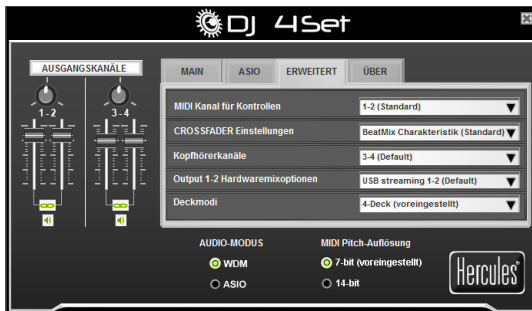 DJ 4Set
AUSGANGSKANÄLE
1-2
3-4
MAIN
ASIO
ERWEITERT
ÜBER
MIDI Kanal für Kontrollen
1-2 (Standard)
CROSSFADER Einstellungen
BeatMix Charakteristik (Standard)
Kopfhörerkanäle
3-4 (Default)
Output 1-2 Hardwaremixoptionen
USB streaming 1-2 (Default)
Deckmodi
4-Deck (voreingestellt)
AUDIO-MODUS
MIDI Pitch-Auflösung
WDM
7-bit (voreingestellt)
ASIO
14-bit
Hercules®